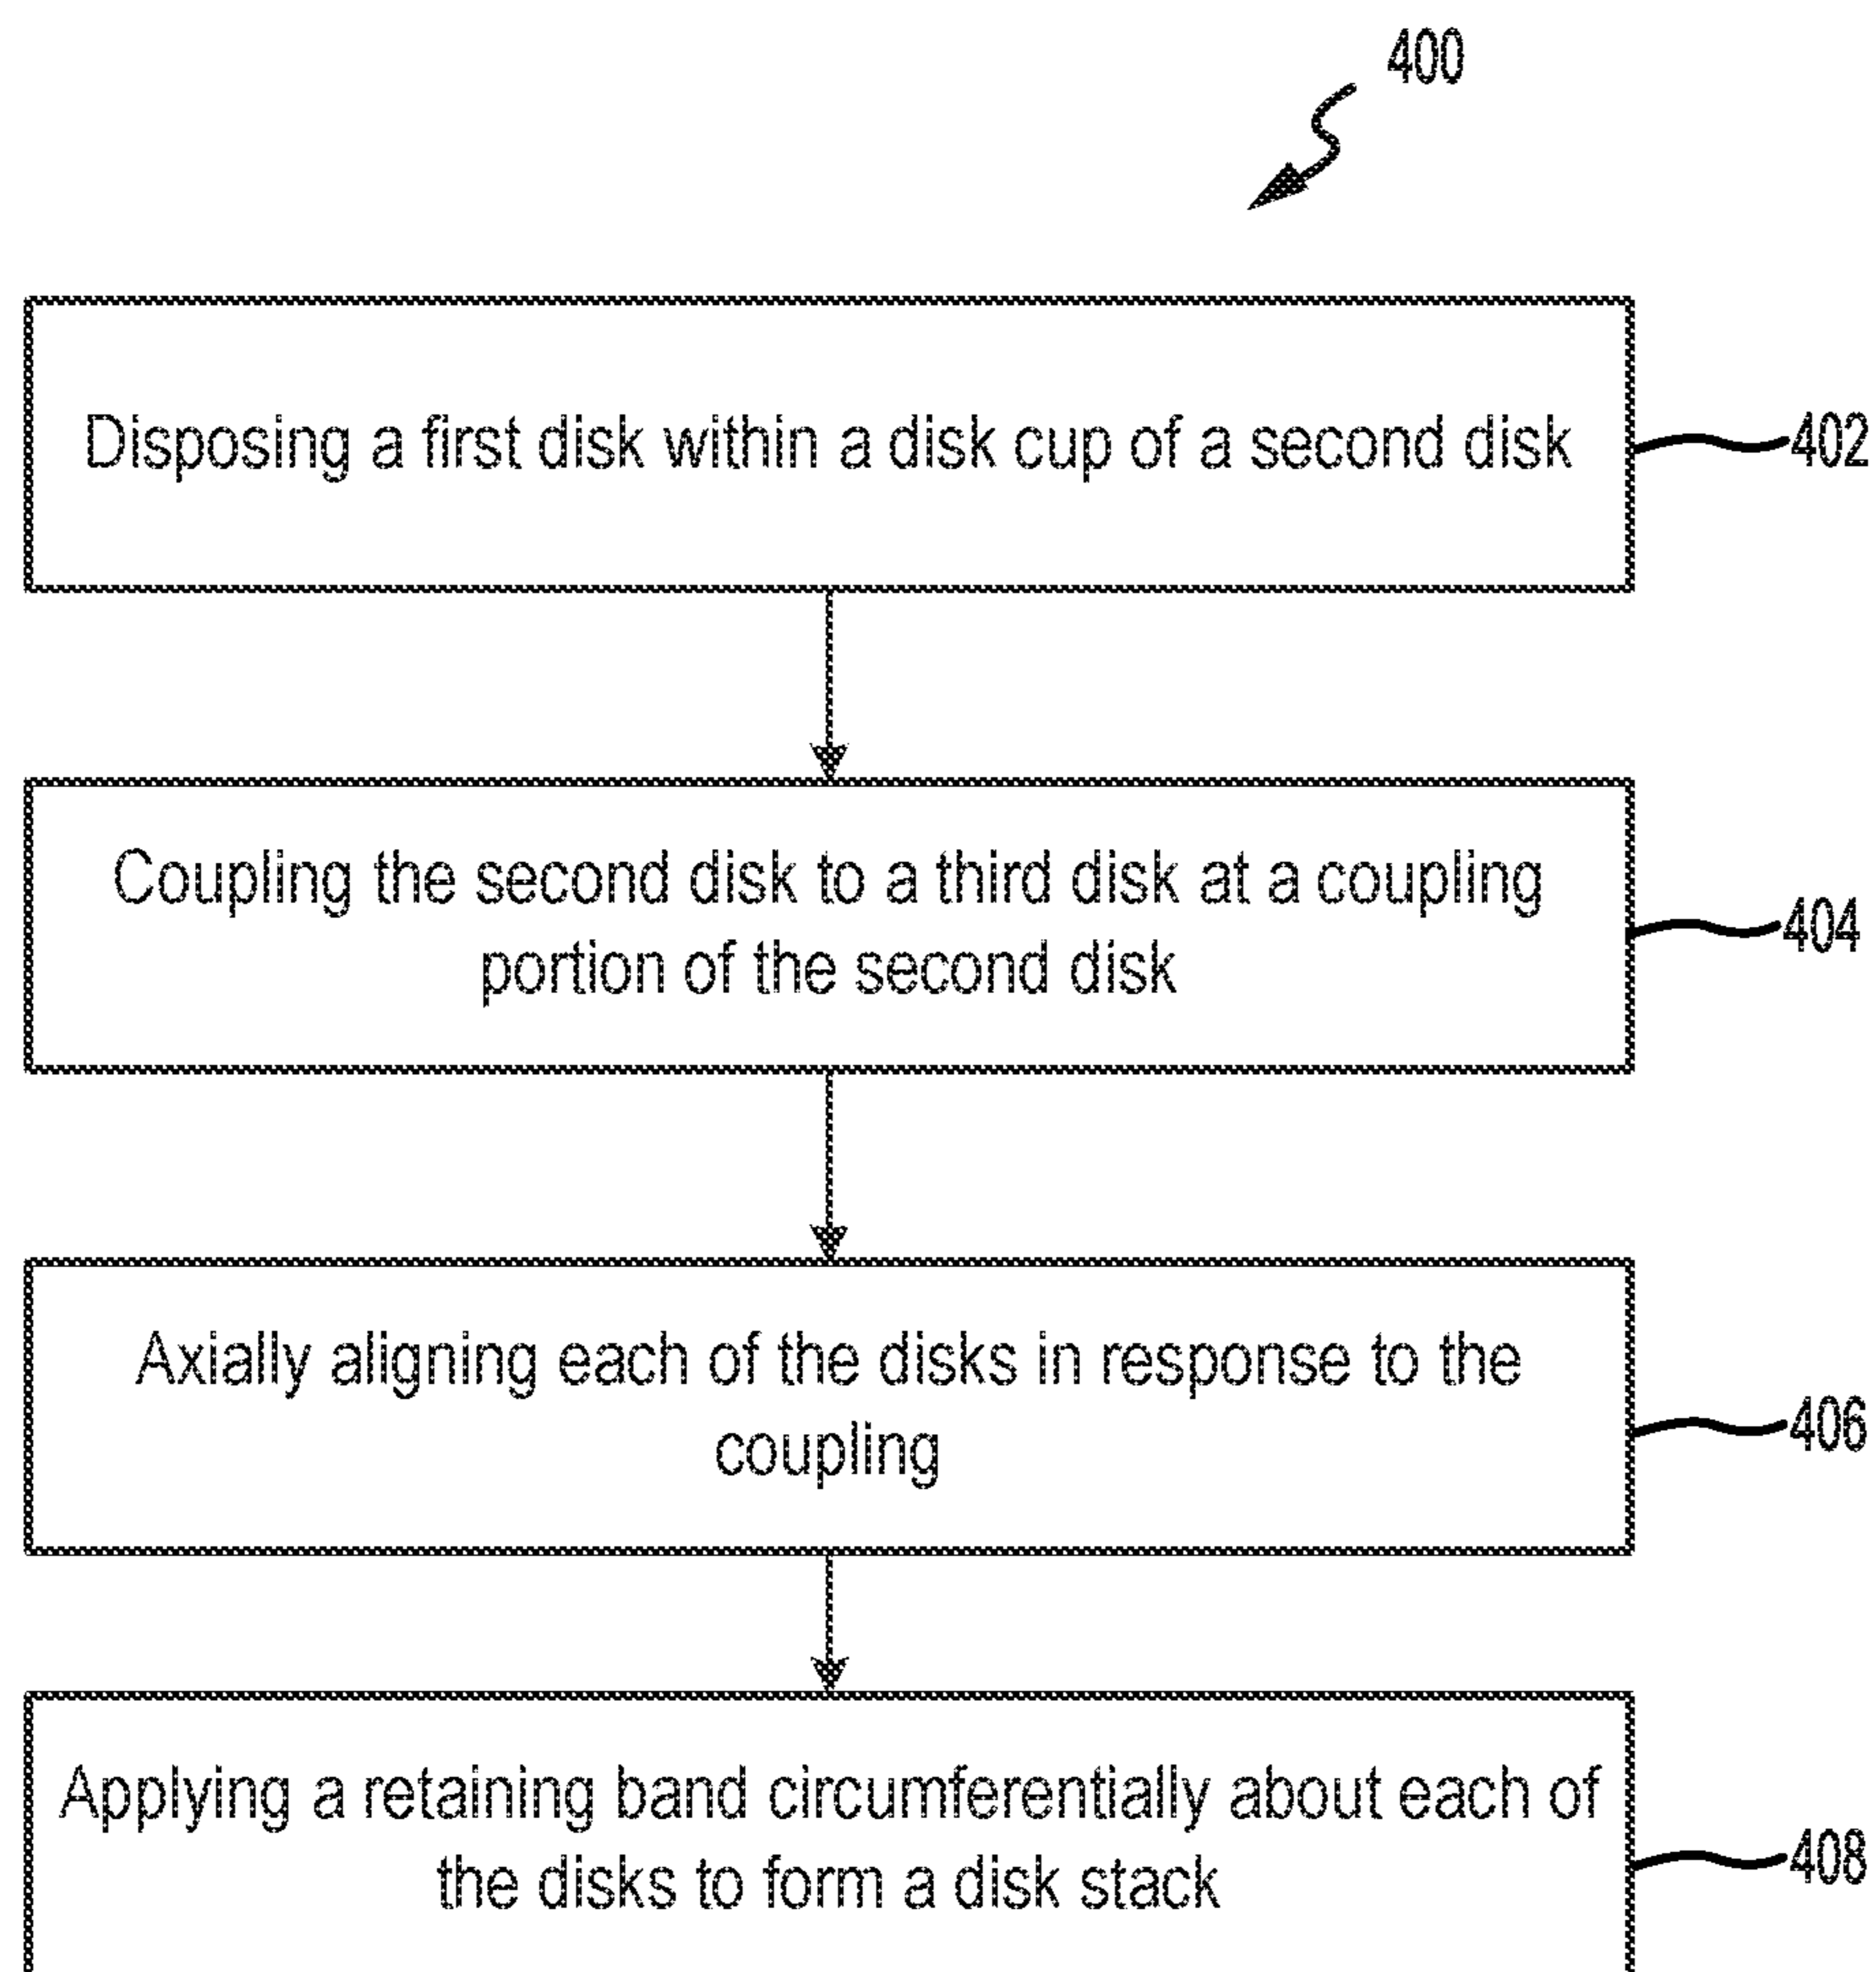 400
Disposing a first disk within a disk cup of a second disk
402
Coupling the second disk to a third disk at a coupling
portion of the second disk
404
Axially aligning each of the disks in response to the
coupling
406
Applying a retaining band circumferentially about each of
the disks to form a disk stack
408